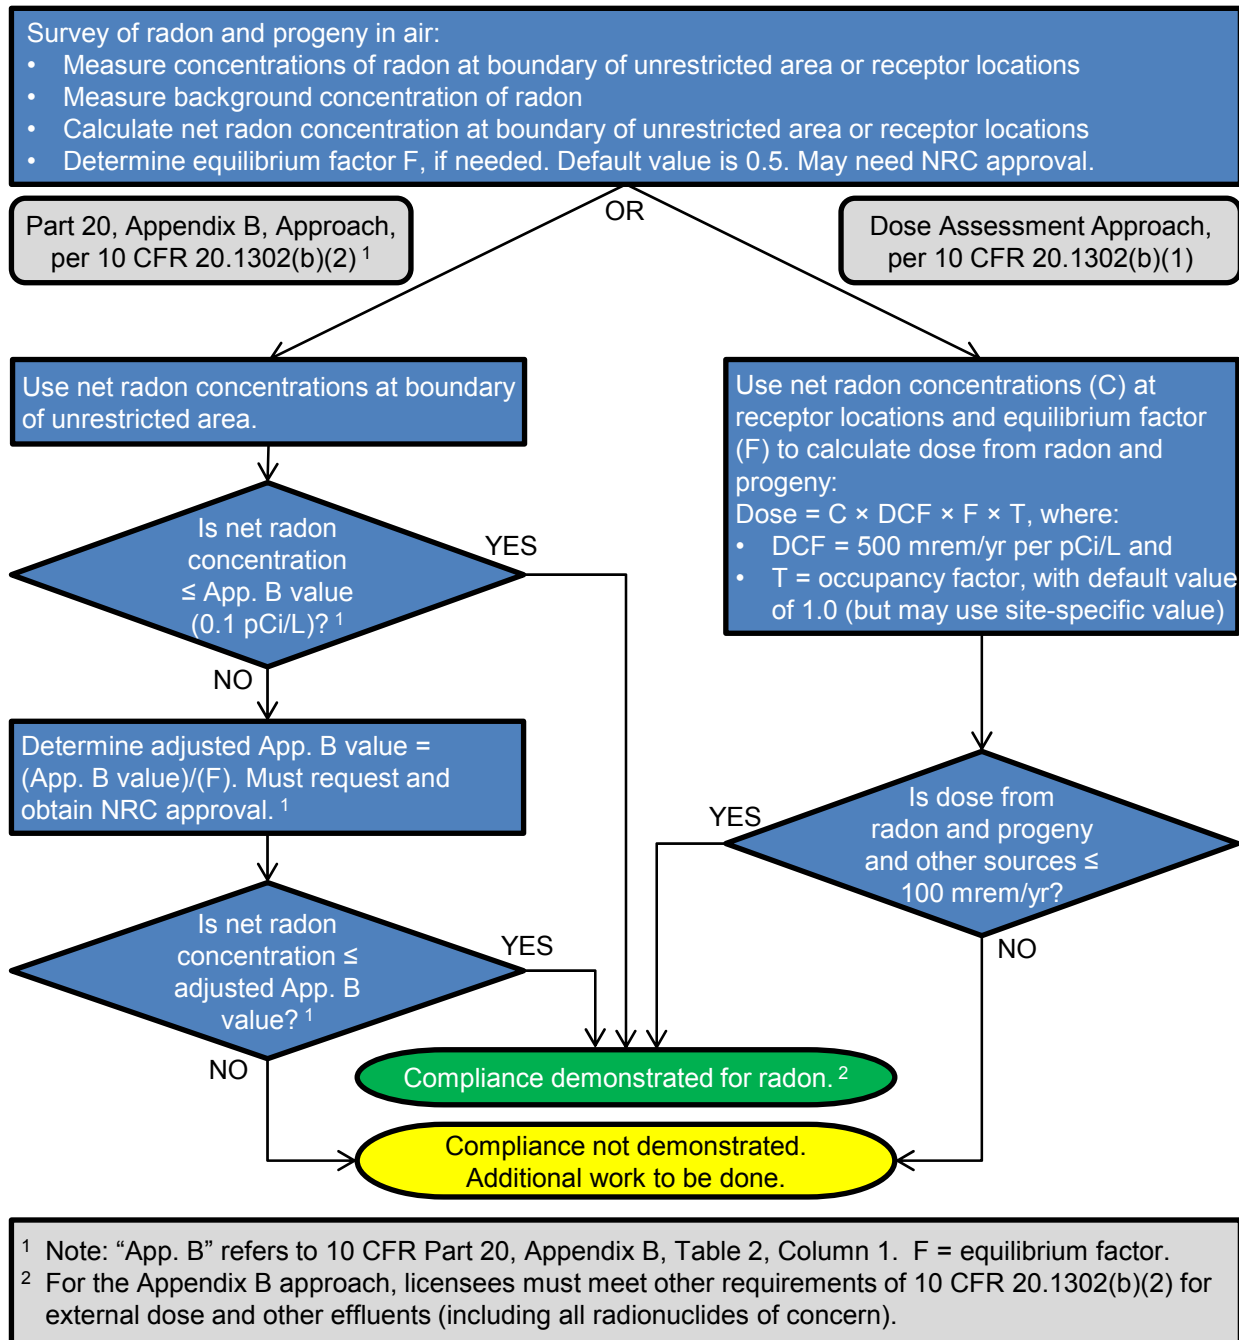 Survey of radon and progeny in air:
• Measure concentrations of radon at boundary of unrestricted area or receptor locations
• Measure background concentration of radon
• Calculate net radon concentration at boundary of unrestricted area or receptor locations
• Determine equilibrium factor F, if needed. Default value is 0.5. May need NRC approval.
OR
Part 20, Appendix B, Approach,
per 10 CFR 20.1302(b)(2) ¹
Dose Assessment Approach,
per 10 CFR 20.1302(b)(1)
Use net radon concentrations at boundary
of unrestricted area.
Is net radon
concentration
≤ App. B value
(0.1 pCi/L)? ¹
YES
NO
Determine adjusted App. B value =
(App. B value)/(F). Must request and
obtain NRC approval. ¹
Is net radon
concentration ≤
adjusted App. B
value? ¹
YES
NO
Use net radon concentrations (C) at
receptor locations and equilibrium factor
(F) to calculate dose from radon and
progeny:
Dose = C × DCF × F × T, where:
• DCF = 500 mrem/yr per pCi/L and
• T = occupancy factor, with default value
of 1.0 (but may use site-specific value)
Is dose from
radon and progeny
and other sources ≤
100 mrem/yr?
YES
NO
Compliance demonstrated for radon. ²
Compliance not demonstrated.
Additional work to be done.
¹ Note: “App. B” refers to 10 CFR Part 20, Appendix B, Table 2, Column 1. F = equilibrium factor.
² For the Appendix B approach, licensees must meet other requirements of 10 CFR 20.1302(b)(2) for
external dose and other effluents (including all radionuclides of concern).